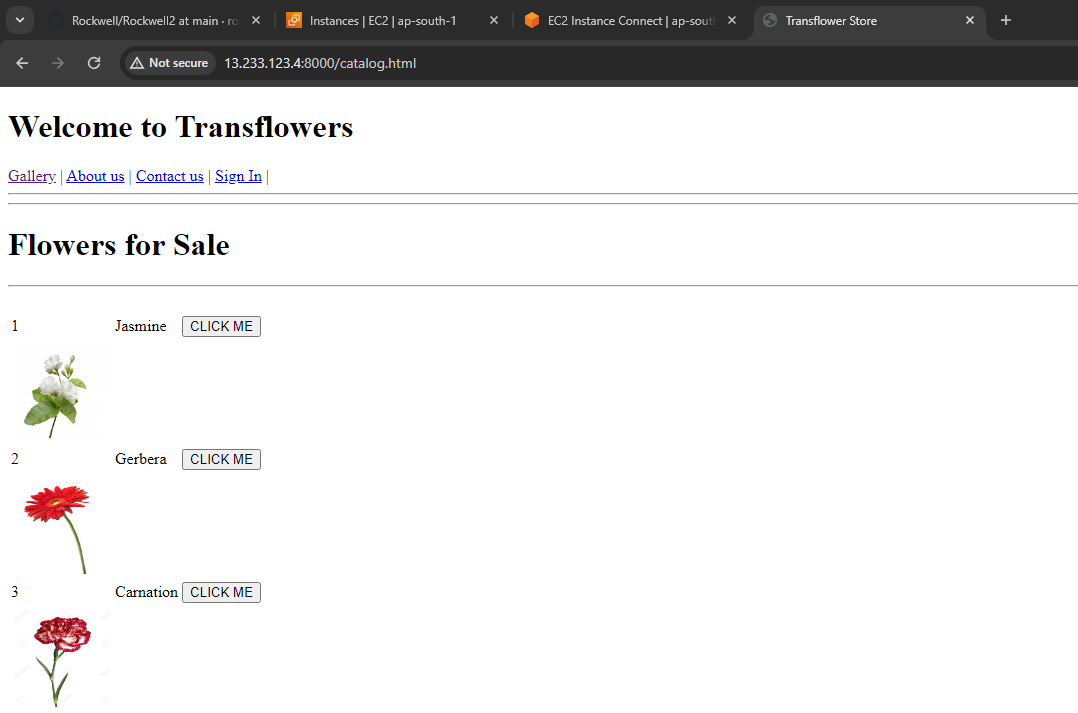 Rockwell/Rockwell2 at main · ro
Instances | EC2 | ap-south-1
EC2 Instance Connect | ap-sout
Transflower Store
Not secure
13.233.123.4:8000/catalog.html
Welcome to Transflowers
Gallery | About us | Contact us | Sign In |
Flowers for Sale
1 Jasmine CLICK ME
2 Gerbera CLICK ME
3 Carnation CLICK ME